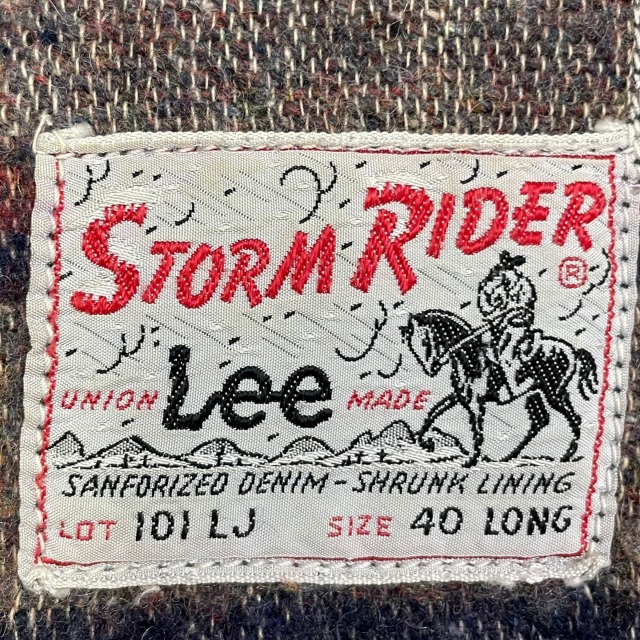 STORM RIDER ®
UNION Lee MADE
SANFORIZED DENIM - SHRUNK LINING
LOT 101 LJ SIZE 40 LONG